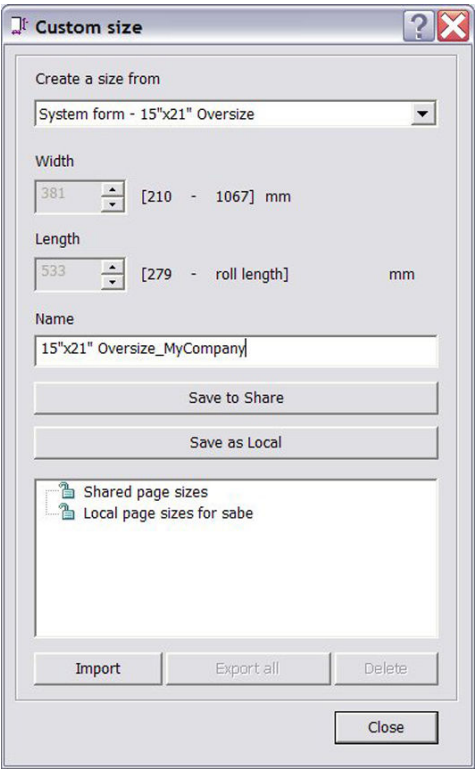 Custom size
Create a size from
System form - 15"x21" Oversize
Width
381 [210 - 1067] mm
Length
533 [279 - roll length] mm
Name
15"x21" Oversize_MyCompany
Save to Share
Save as Local
Shared page sizes
Local page sizes for sabe
Import Export all Delete
Close